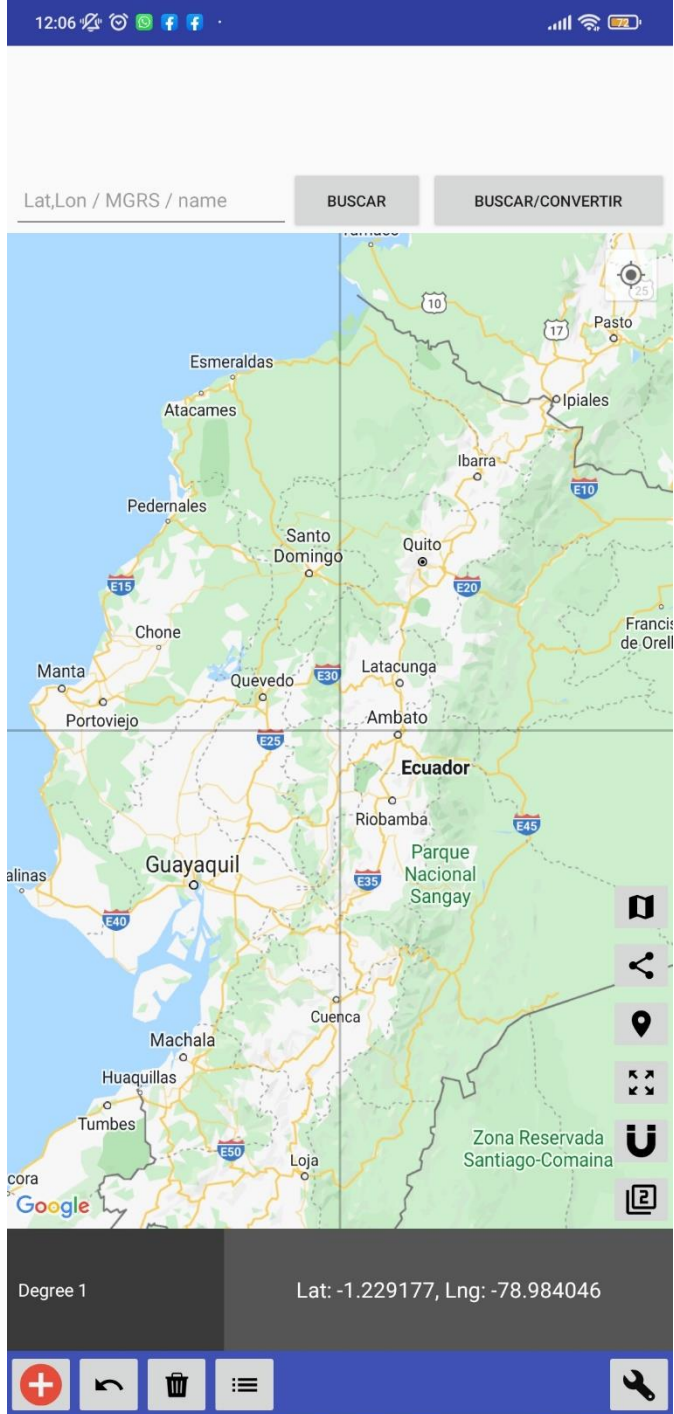 12:06
72
Lat,Lon / MGRS / name
BUSCAR
BUSCAR/CONVERTIR
25
10
17
Pasto
Esmeraldas
Ipiales
Atacames
Ibarra
E10
Pedernales
Santo
Domingo
Quito
E15
E20
Chone
Francis
de Orell
Manta
Quevedo
E30
Latacunga
Portoviejo
Ambato
E25
Ecuador
Riobamba
E45
Parque
Nacional
Sangay
Guayaquil
alinas
E35
E40
Cuenca
Machala
Huaquillas
Tumbes
Zona Reservada
Santiago-Comaina
E50
Loja
cora
Google
2
Degree 1
Lat: -1.229177, Lng: -78.984046